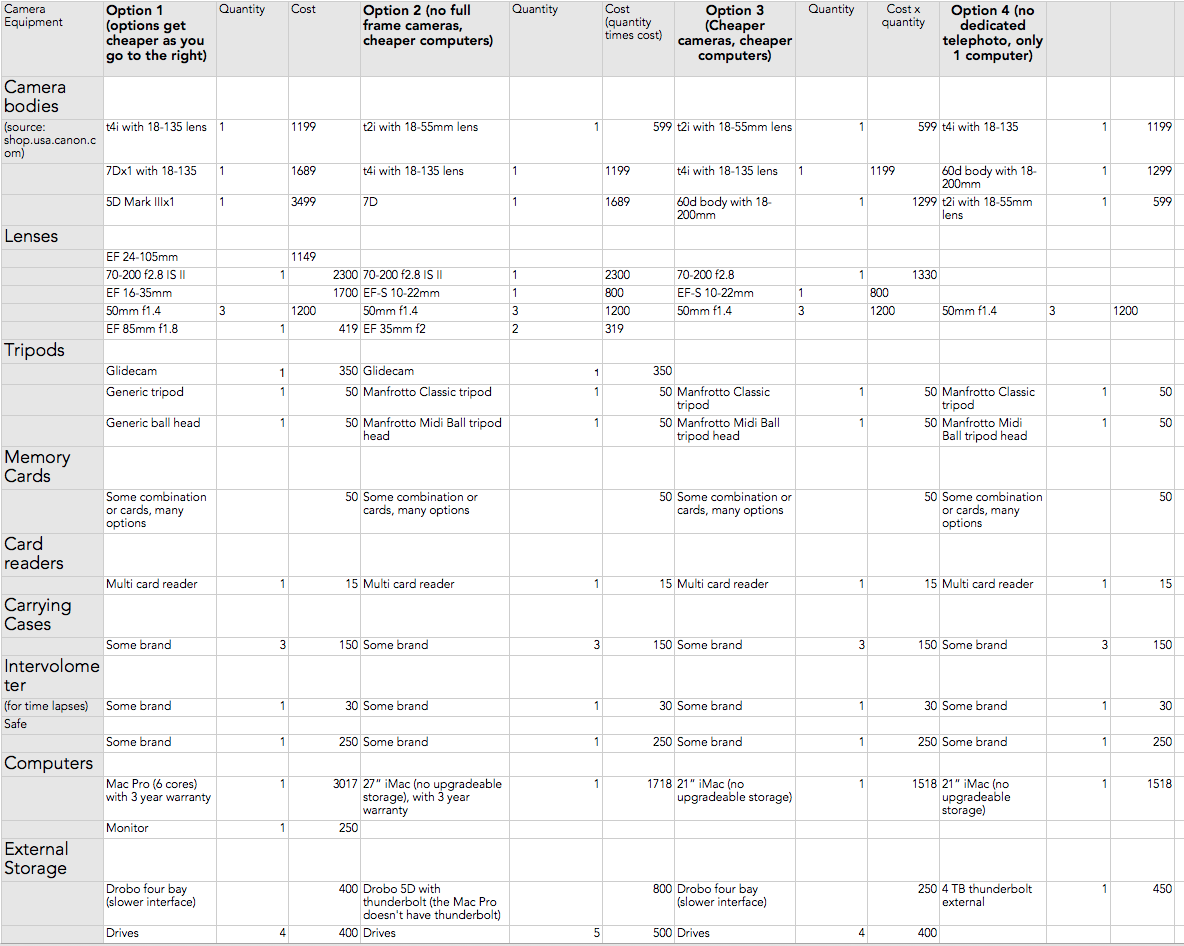 Camera Equipment | Option 1 (options get cheaper as you go to the right) | Quantity | Cost | Option 2 (no full frame cameras, cheaper computers) | Quantity | Cost (quantity times cost) | Option 3 (Cheaper cameras, cheaper computers) | Quantity | Cost x quantity | Option 4 (no dedicated telephoto, only 1 computer)
Camera bodies
(source: shop.usa.canon.com) | t4i with 18-135 lens | 1 | 1199 | t2i with 18-55mm lens | 1 | 599 | t2i with 18-55mm lens | 1 | 599 | t4i with 18-135 | 1 | 1199
7Dx1 with 18-135 | 1 | 1689 | t4i with 18-135 lens | 1 | 1199 | t4i with 18-135 lens | 1 | 1199 | 60d body with 18-200mm | 1 | 1299
5D Mark IIIx1 | 1 | 3499 | 7D | 1 | 1689 | 60d body with 18-200mm | 1 | 1299 | t2i with 18-55mm lens | 1 | 599
Lenses
EF 24-105mm | 1149
70-200 f2.8 IS II | 1 | 2300 | 70-200 f2.8 IS II | 1 | 2300 | 70-200 f2.8 | 1 | 1330
EF 16-35mm | 1700 | EF-S 10-22mm | 1 | 800 | EF-S 10-22mm | 1 | 800
50mm f1.4 | 3 | 1200 | 50mm f1.4 | 3 | 1200 | 50mm f1.4 | 3 | 1200 | 50mm f1.4 | 3 | 1200
EF 85mm f1.8 | 1 | 419 | EF 35mm f2 | 2 | 319
Tripods
Glidecam | 1 | 350 | Glidecam | 1 | 350
Generic tripod | 1 | 50 | Manfrotto Classic tripod | 1 | 50 | Manfrotto Classic tripod | 1 | 50 | Manfrotto Classic tripod | 1 | 50
Generic ball head | 1 | 50 | Manfrotto Midi Ball tripod head | 1 | 50 | Manfrotto Midi Ball tripod head | 1 | 50 | Manfrotto Midi Ball tripod head | 1 | 50
Memory Cards
Some combination or cards, many options | 50 | Some combination or cards, many options | 50 | Some combination or cards, many options | 50 | Some combination or cards, many options | 50
Card readers
Multi card reader | 1 | 15 | Multi card reader | 1 | 15 | Multi card reader | 1 | 15 | Multi card reader | 1 | 15
Carrying Cases
Some brand | 3 | 150 | Some brand | 3 | 150 | Some brand | 3 | 150 | Some brand | 3 | 150
Intervolometer
(for time lapses) | Some brand | 1 | 30 | Some brand | 1 | 30 | Some brand | 1 | 30 | Some brand | 1 | 30
Safe
Some brand | 1 | 250 | Some brand | 1 | 250 | Some brand | 1 | 250 | Some brand | 1 | 250
Computers
Mac Pro (6 cores) with 3 year warranty | 1 | 3017 | 27” iMac (no upgradeable storage), with 3 year warranty | 1 | 1718 | 21” iMac (no upgradeable storage) | 1 | 1518 | 21” iMac (no upgradeable storage) | 1 | 1518
Monitor | 1 | 250
External Storage
Drobo four bay (slower interface) | 400 | Drobo 5D with thunderbolt (the Mac Pro doesn't have thunderbolt) | 800 | Drobo four bay (slower interface) | 250 | 4 TB thunderbolt external | 1 | 450
Drives | 4 | 400 | Drives | 5 | 500 | Drives | 4 | 400